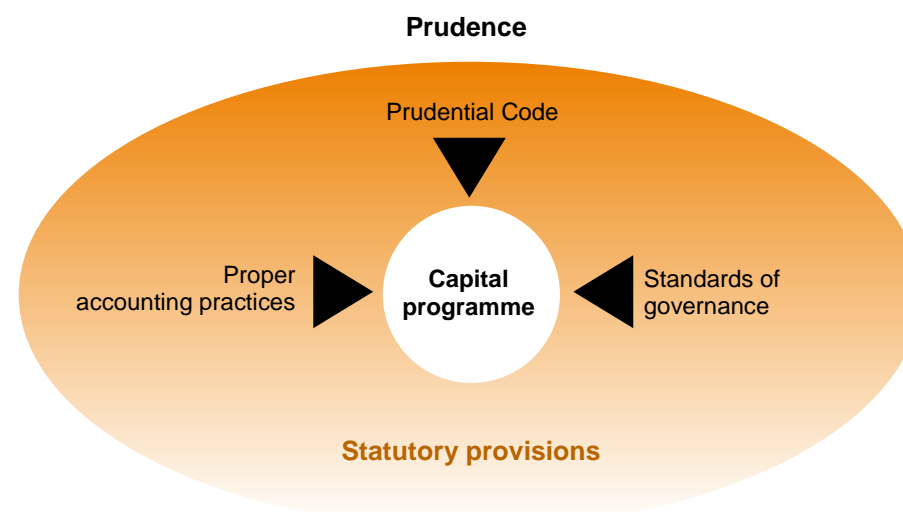 Prudence
Prudential Code
Proper
accounting practices
Capital
programme
Standards of
governance
Statutory provisions